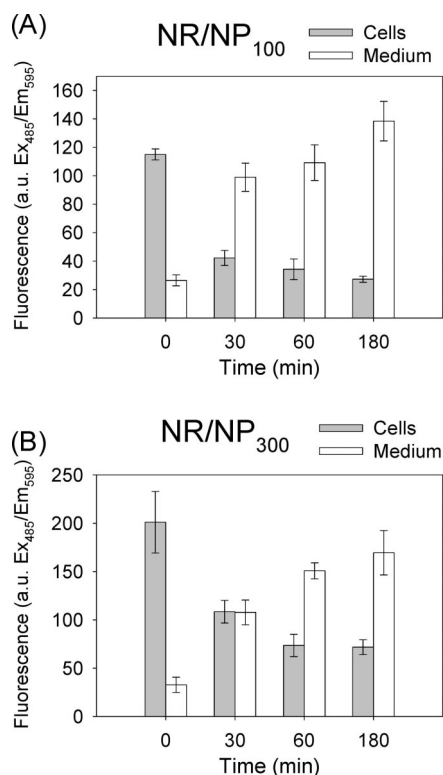 (A)
NR/NP₁₀₀
Cells
Medium
Fluorescence (a.u. Ex₄₈₅/Em₅₉₅)
160
140
120
100
80
60
40
20
0
0 30 60 180
Time (min)
(B)
NR/NP₃₀₀
Cells
Medium
Fluorescence (a.u. Ex₄₈₅/Em₅₉₅)
250
200
150
100
50
0
0 30 60 180
Time (min)